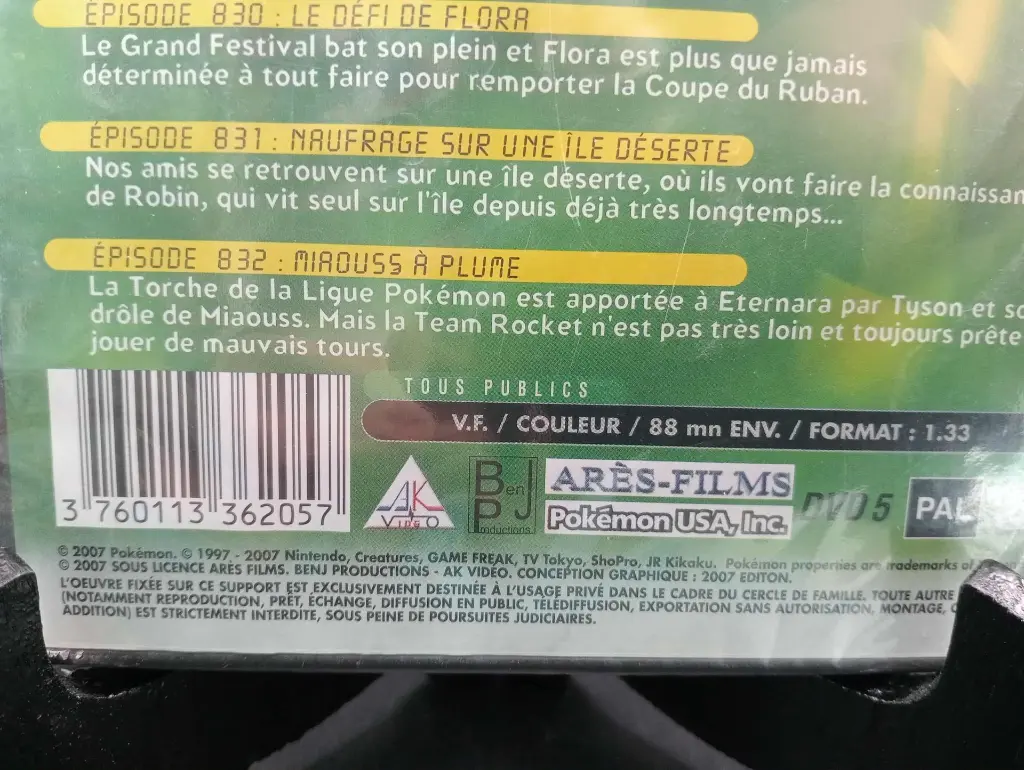 ÉPISODE 830 : LE DÉFI DE FLORA
Le Grand Festival bat son plein et Flora est plus que jamais
déterminée à tout faire pour remporter la Coupe du Ruban.
ÉPISODE 831 : NAUFRAGE SUR UNE ÎLE DÉSERTE
Nos amis se retrouvent sur une île déserte, où ils vont faire la connaissan
de Robin, qui vit seul sur l'île depuis déjà très longtemps...
ÉPISODE 832 : MIAOUSS À PLUME
La Torche de la Ligue Pokémon est apportée à Eternara par Tyson et so
drôle de Miaouss. Mais la Team Rocket n'est pas très loin et toujours prête
jouer de mauvais tours.
TOUS PUBLICS
V.F. / COULEUR / 88 mn ENV. / FORMAT : 1.33
3 760113 362057
AK VIDEO
Ben J Productions
ARÈS-FILMS
Pokémon USA, Inc.
DVD 5
PAL
© 2007 Pokémon. © 1997 - 2007 Nintendo, Creatures, GAME FREAK, TV Tokyo, ShoPro, JR Kikaku. Pokémon properties are trademarks of
© 2007 SOUS LICENCE ARÈS FILMS. BENJ PRODUCTIONS - AK VIDEO. CONCEPTION GRAPHIQUE : 2007 EDITON.
L'OEUVRE FIXÉE SUR CE SUPPORT EST EXCLUSIVEMENT DESTINÉE À L'USAGE PRIVÉ DANS LE CADRE DU CERCLE DE FAMILLE. TOUTE AUTRE
(NOTAMMENT REPRODUCTION, PRÊT, ÉCHANGE, DIFFUSION EN PUBLIC, TÉLÉDIFFUSION, EXPORTATION SANS AUTORISATION, MONTAGE,
ADDITION) EST STRICTEMENT INTERDITE, SOUS PEINE DE POURSUITES JUDICIAIRES.